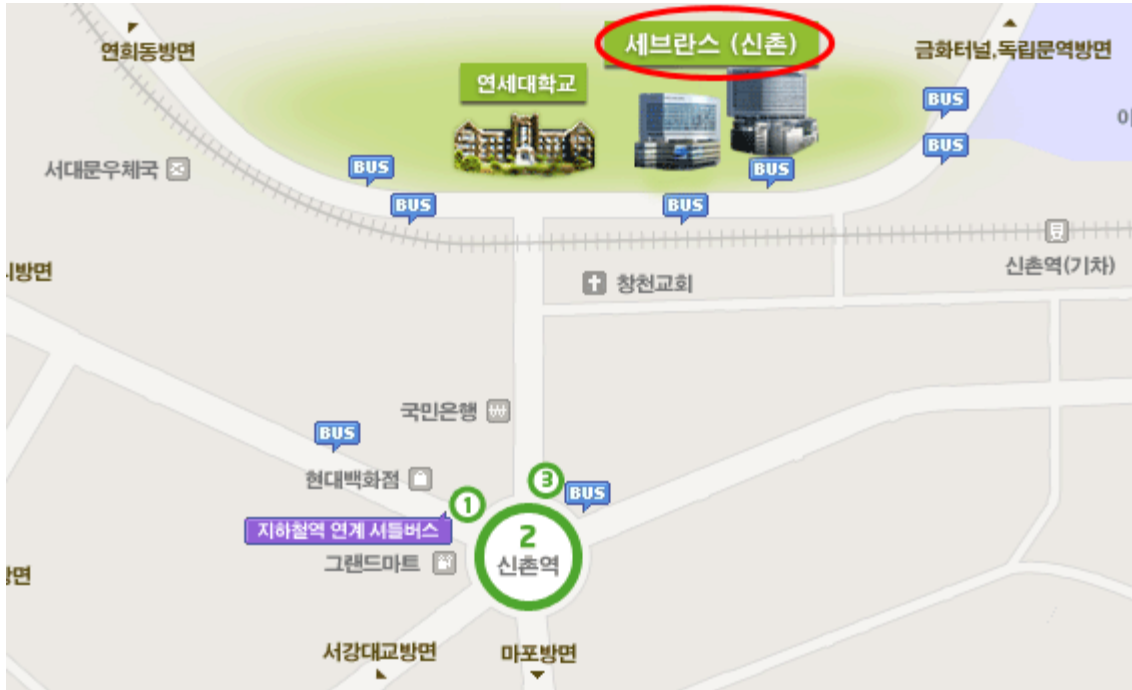 연희동방면
세브란스 (신촌)
금화터널,독립문역방면
연세대학교
BUS
BUS
서대문우체국
BUS
BUS
BUS
BUS
신촌역(기차)
창천교회
국민은행
BUS
현대백화점
1
3
BUS
지하철역 연계 셔틀버스
2
신촌역
그랜드마트
서강대교방면
마포방면